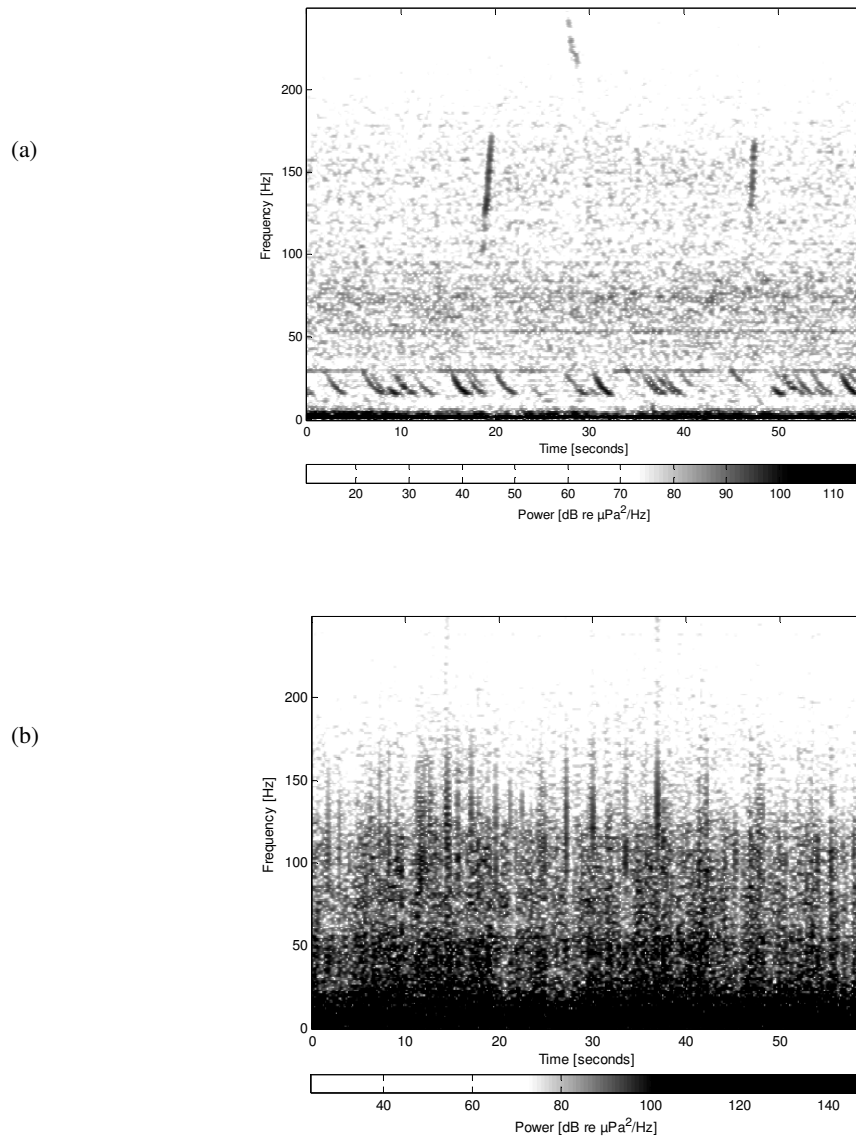 (a)
Frequency [Hz]
200
150
100
50
0
0 10 20 30 40 50
Time [seconds]
20 30 40 50 60 70 80 90 100 110
Power [dB re µPa²/Hz]
(b)
Frequency [Hz]
200
150
100
50
0
0 10 20 30 40 50
Time [seconds]
40 60 80 100 120 140
Power [dB re µPa²/Hz]